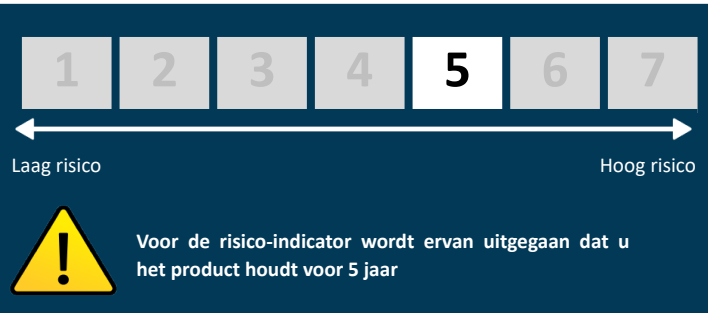 1 2 3 4 5 6 7
Laag risico Hoog risico
Voor de risico-indicator wordt ervan uitgegaan dat u
het product houdt voor 5 jaar